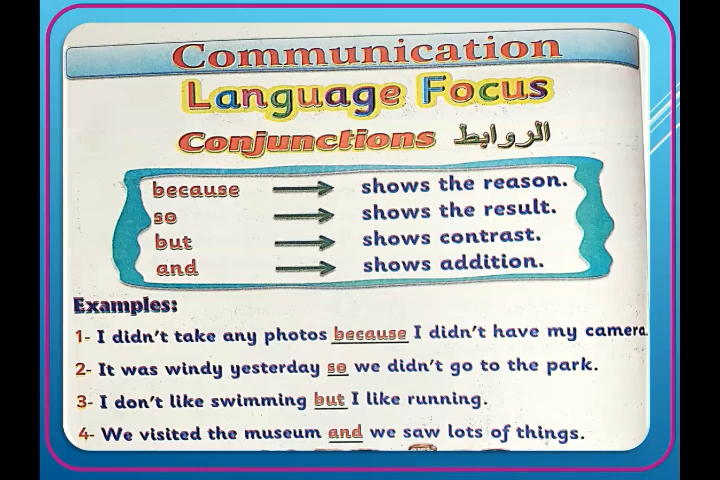 Communication
Language Focus
Conjunctions الروابط
because → shows the reason.
so → shows the result.
but → shows contrast.
and → shows addition.
Examples:
1- I didn't take any photos because I didn't have my camera.
2- It was windy yesterday so we didn't go to the park.
3- I don't like swimming but I like running.
4- We visited the museum and we saw lots of things.